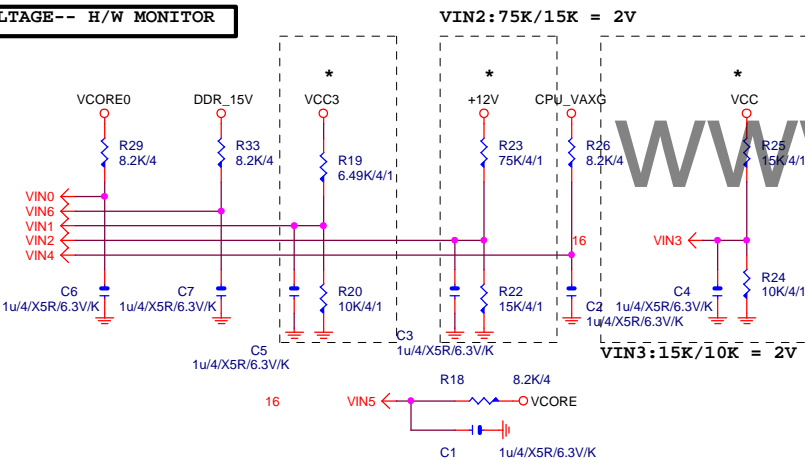 LTAGE-- H/W MONITOR
VIN2:75K/15K = 2V
* * *
VCORE0 DDR_15V VCC3 +12V CPU_VAXG VCC
R29 8.2K/4
R33 8.2K/4
R19 6.49K/4/1
R23 75K/4/1
R26 8.2K/4
R25 15K/4/1
WW
VIN0
VIN6
VIN1
VIN2
VIN4
16
VIN3
C6 1u/4/X5R/6.3V/K
C7 1u/4/X5R/6.3V/K
R20 10K/4/1
C5 1u/4/X5R/6.3V/K
R22 15K/4/1
C3 1u/4/X5R/6.3V/K
C2 1u/4/X5R/6.3V/K
C4 1u/4/X5R/6.3V/K
R24 10K/4/1
VIN3:15K/10K = 2V
16
VIN5
R18 8.2K/4
VCORE
C1 1u/4/X5R/6.3V/K